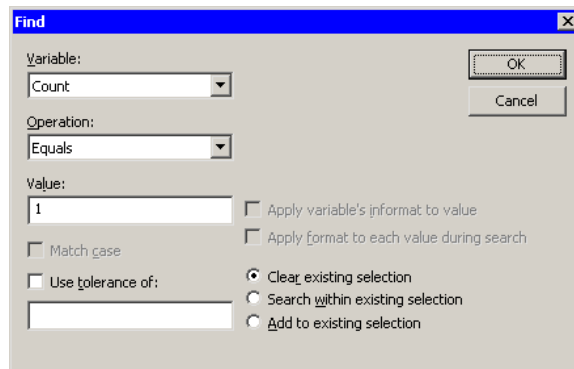 Find
Variable:
Count
OK
Cancel
Operation:
Equals
Value:
1
Apply variable's informat to value
Apply format to each value during search
Match case
Use tolerance of:
Clear existing selection
Search within existing selection
Add to existing selection